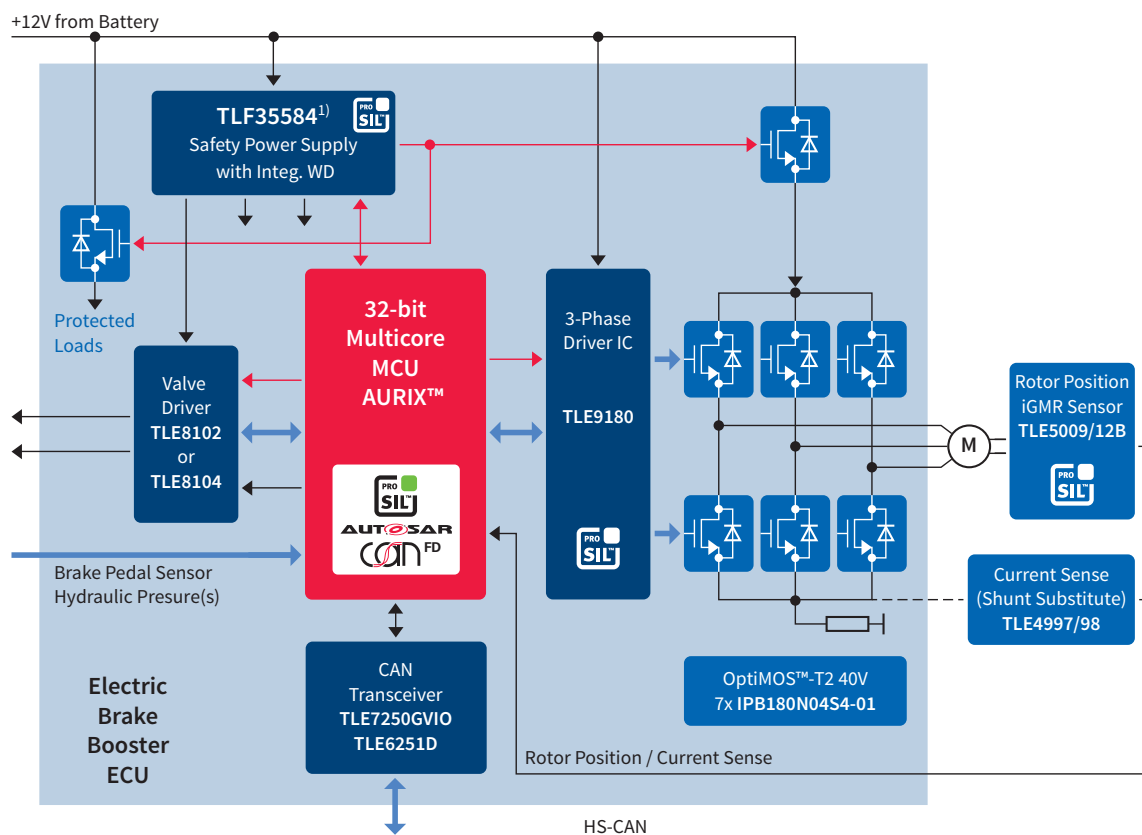 +12V from Battery
TLF35584¹⁾
PRO
SIL™
Safety Power Supply
with Integ. WD
Protected
Loads
32-bit
Multicore
MCU
AURIX™
3-Phase
Driver IC
TLE9180
PRO
SIL™
Valve
Driver
TLE8102
or
TLE8104
PRO
SIL™
AUTOSAR
CAN FD
Rotor Position
iGMR Sensor
TLE5009/12B
PRO
SIL™
M
Brake Pedal Sensor
Hydraulic Presure(s)
Current Sense
(Shunt Substitute)
TLE4997/98
CAN
Transceiver
TLE7250GVIO
TLE6251D
OptiMOS™-T2 40V
7x IPB180N04S4-01
Electric
Brake
Booster
ECU
Rotor Position / Current Sense
HS-CAN